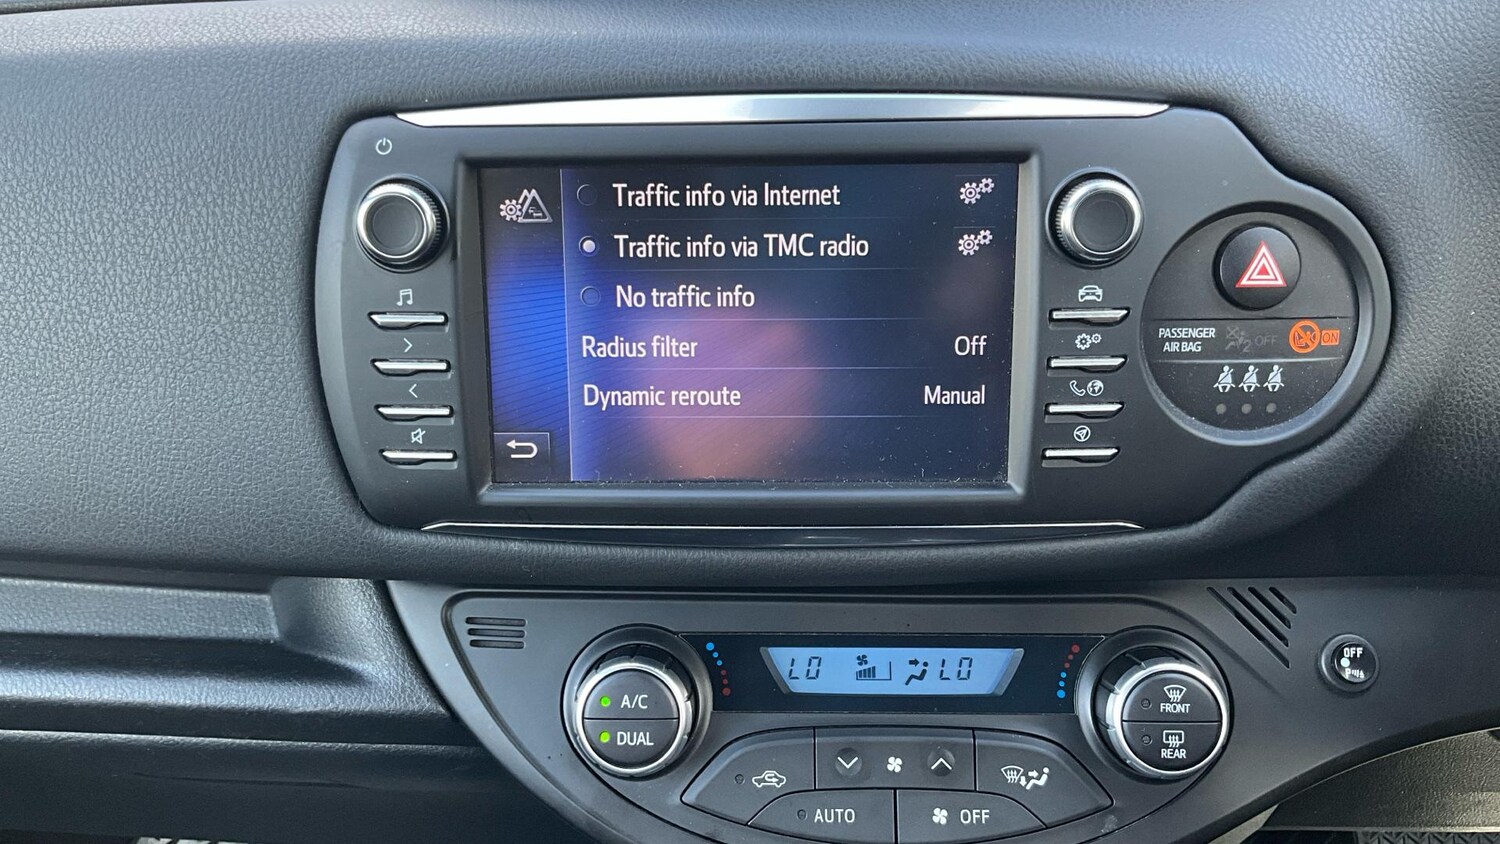 Traffic info via Internet
Traffic info via TMC radio
No traffic info
Radius filter Off
Dynamic reroute Manual
PASSENGER
AIR BAG
2 OFF
ON
LO LO
A/C
DUAL
FRONT
REAR
AUTO
OFF
OFF